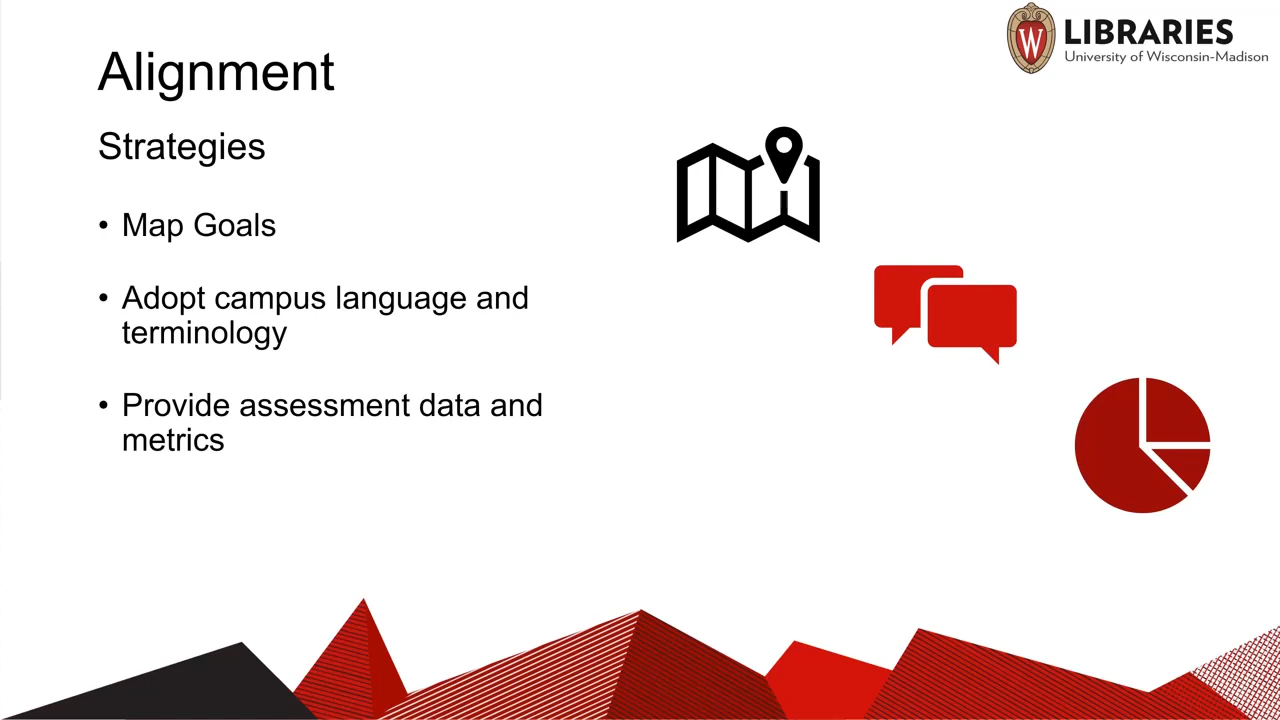 W
LIBRARIES
University of Wisconsin-Madison
Alignment
Strategies
• Map Goals
• Adopt campus language and
terminology
• Provide assessment data and
metrics